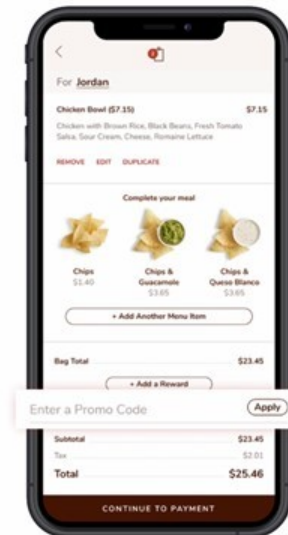 For Jordan
Chicken Bowl ($7.15) $7.15
Chicken with Brown Rice, Black Beans, Fresh Tomato
Salsa, Sour Cream, Cheese, Romaine Lettuce
REMOVE EDIT DUPLICATE
Complete your meal
Chips
$1.40
Chips &
Guacamole
$3.65
Chips &
Queso Blanco
$3.65
+ Add Another Menu Item
Bag Total $23.45
+ Add a Reward
Enter a Promo Code Apply
Subtotal $23.45
Tax $2.01
Total $25.46
CONTINUE TO PAYMENT